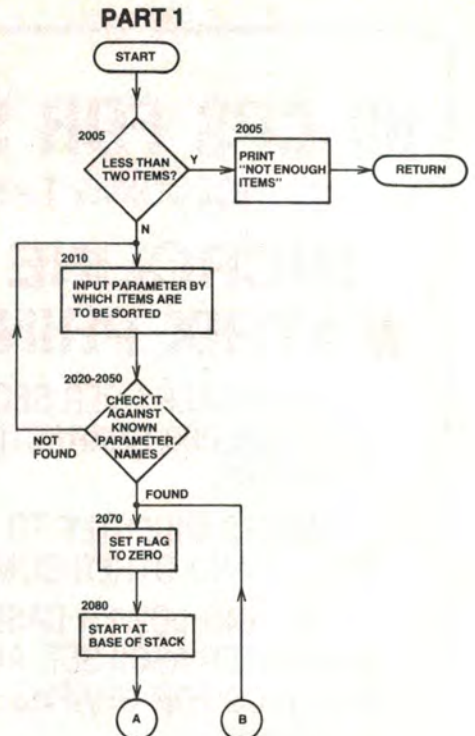 PART 1
START
2005
LESS THAN
TWO ITEMS?
Y
2005
PRINT
"NOT ENOUGH
ITEMS"
RETURN
N
2010
INPUT PARAMETER BY
WHICH ITEMS ARE
TO BE SORTED
2020-2050
CHECK IT
AGAINST
KNOWN
PARAMETER
NAMES
NOT
FOUND
FOUND
2070
SET FLAG
TO ZERO
2080
START AT
BASE OF STACK
A
B